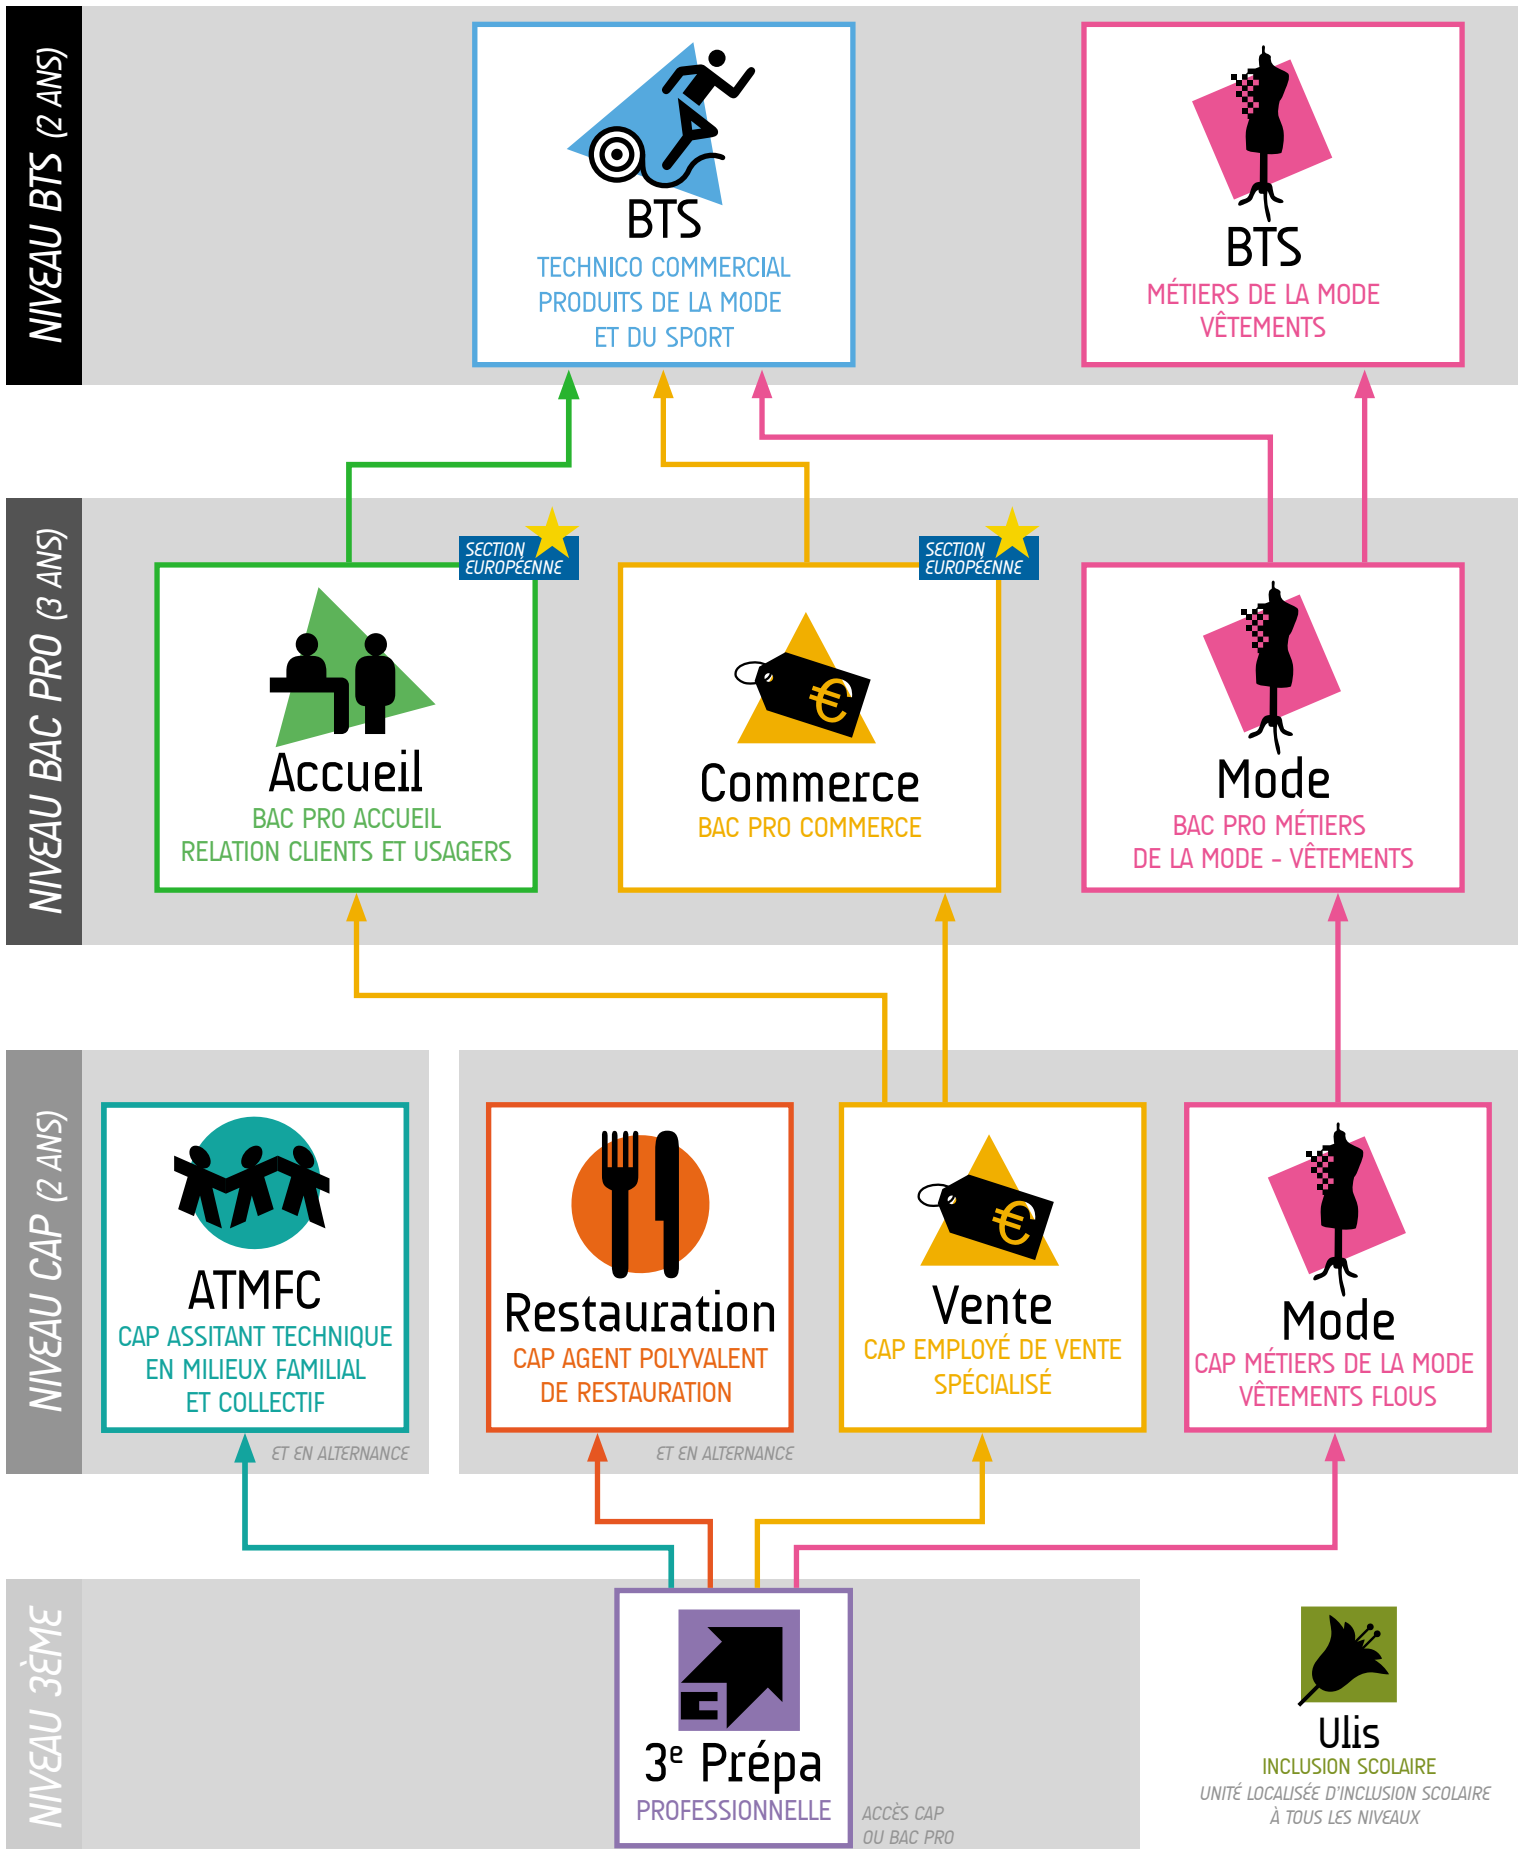 NIVEAU BTS (2 ANS)
BTS
TECHNICO COMMERCIAL
PRODUITS DE LA MODE
ET DU SPORT
BTS
MÉTIERS DE LA MODE
VÊTEMENTS
NIVEAU BAC PRO (3 ANS)
SECTION
EUROPÉENNE
Accueil
BAC PRO ACCUEIL
RELATION CLIENTS ET USAGERS
SECTION
EUROPÉENNE
€
Commerce
BAC PRO COMMERCE
Mode
BAC PRO MÉTIERS
DE LA MODE - VÊTEMENTS
NIVEAU CAP (2 ANS)
ATMFC
CAP ASSITANT TECHNIQUE
EN MILIEUX FAMILIAL
ET COLLECTIF
ET EN ALTERNANCE
Restauration
CAP AGENT POLYVALENT
DE RESTAURATION
ET EN ALTERNANCE
€
Vente
CAP EMPLOYÉ DE VENTE
SPÉCIALISÉ
Mode
CAP MÉTIERS DE LA MODE
VÊTEMENTS FLOUS
NIVEAU 3ÈME
3e Prépa
PROFESSIONNELLE
ACCÈS CAP
OU BAC PRO
Ulis
INCLUSION SCOLAIRE
UNITÉ LOCALISÉE D'INCLUSION SCOLAIRE
À TOUS LES NIVEAUX